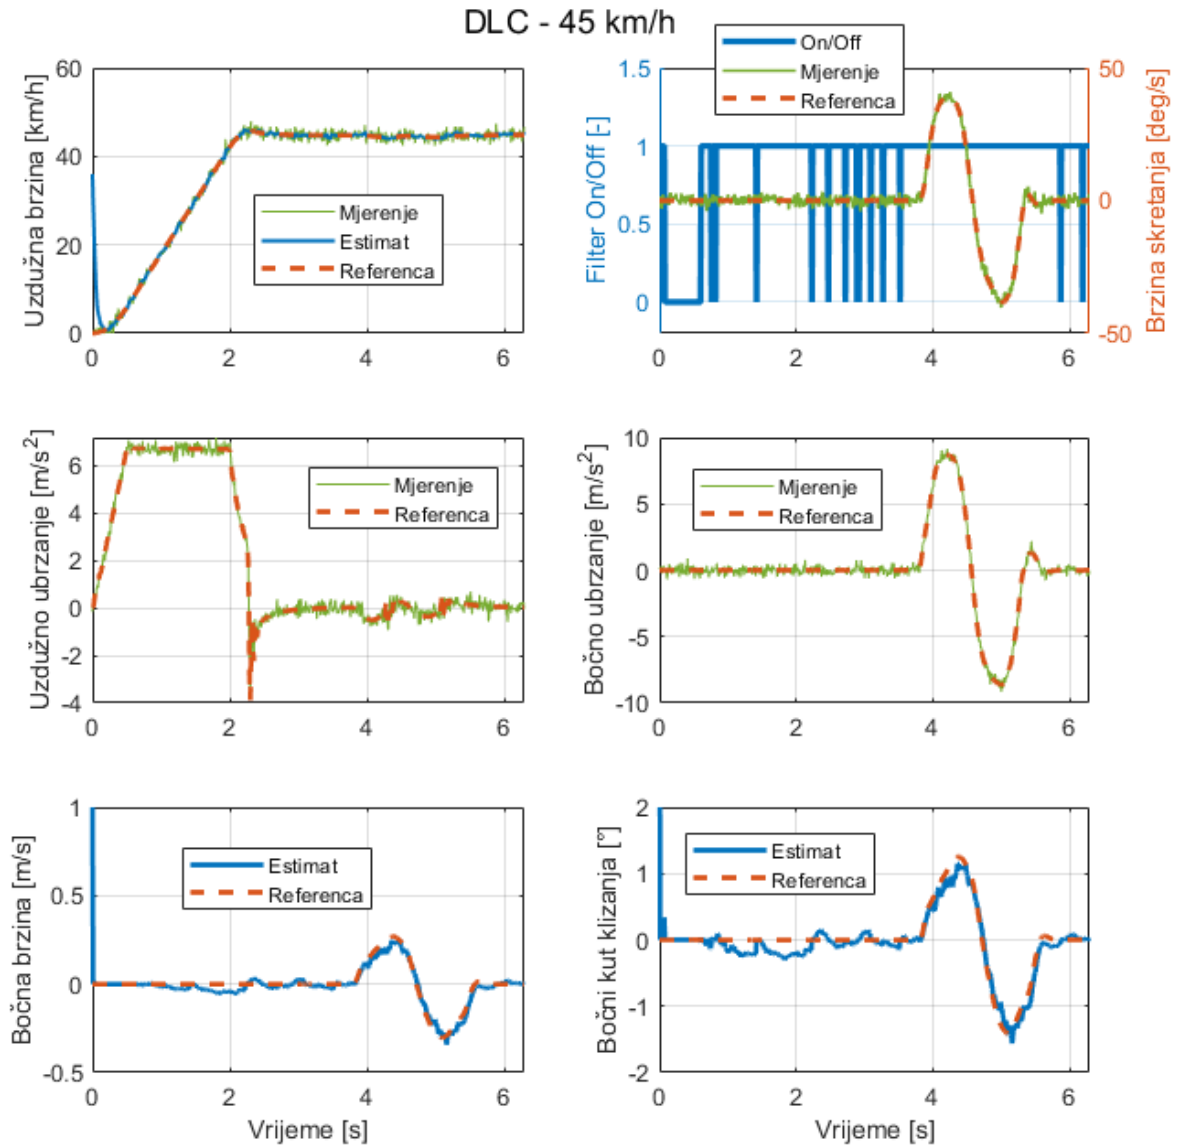 DLC - 45 km/h
60
40
20
0
0
2
4
6
Uzdužna brzina [km/h]
Mjerenje
Estimat
Referenca
On/Off
Mjerenje
Referenca
1.5
1
0.5
0
Filter On/Off [-]
50
0
-50
Brzina skretanja [deg/s]
0
2
4
6
6
4
2
0
-2
-4
Uzdužno ubrzanje [m/s²]
Mjerenje
Referenca
0
2
4
6
10
5
0
-5
-10
Bočno ubrzanje [m/s²]
Mjerenje
Referenca
0
2
4
6
1
0.5
0
-0.5
Bočna brzina [m/s]
Estimat
Referenca
0
2
4
6
Vrijeme [s]
2
1
0
-1
-2
Bočni kut klizanja [°]
Estimat
Referenca
0
2
4
6
Vrijeme [s]